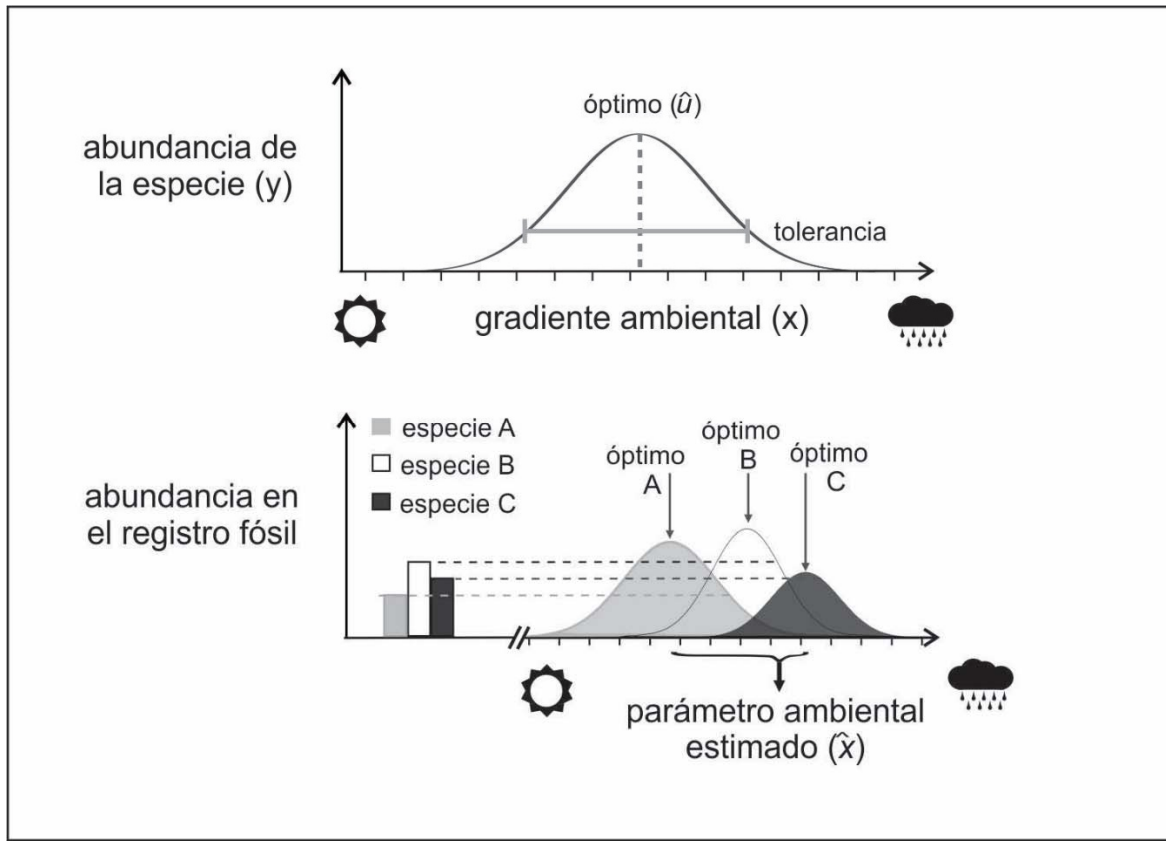 óptimo (û)
abundancia de
la especie (y)
tolerancia
gradiente ambiental (x)
especie A
especie B
especie C
óptimo
A
óptimo
B
óptimo
C
abundancia en
el registro fósil
parámetro ambiental
estimado (x̂)